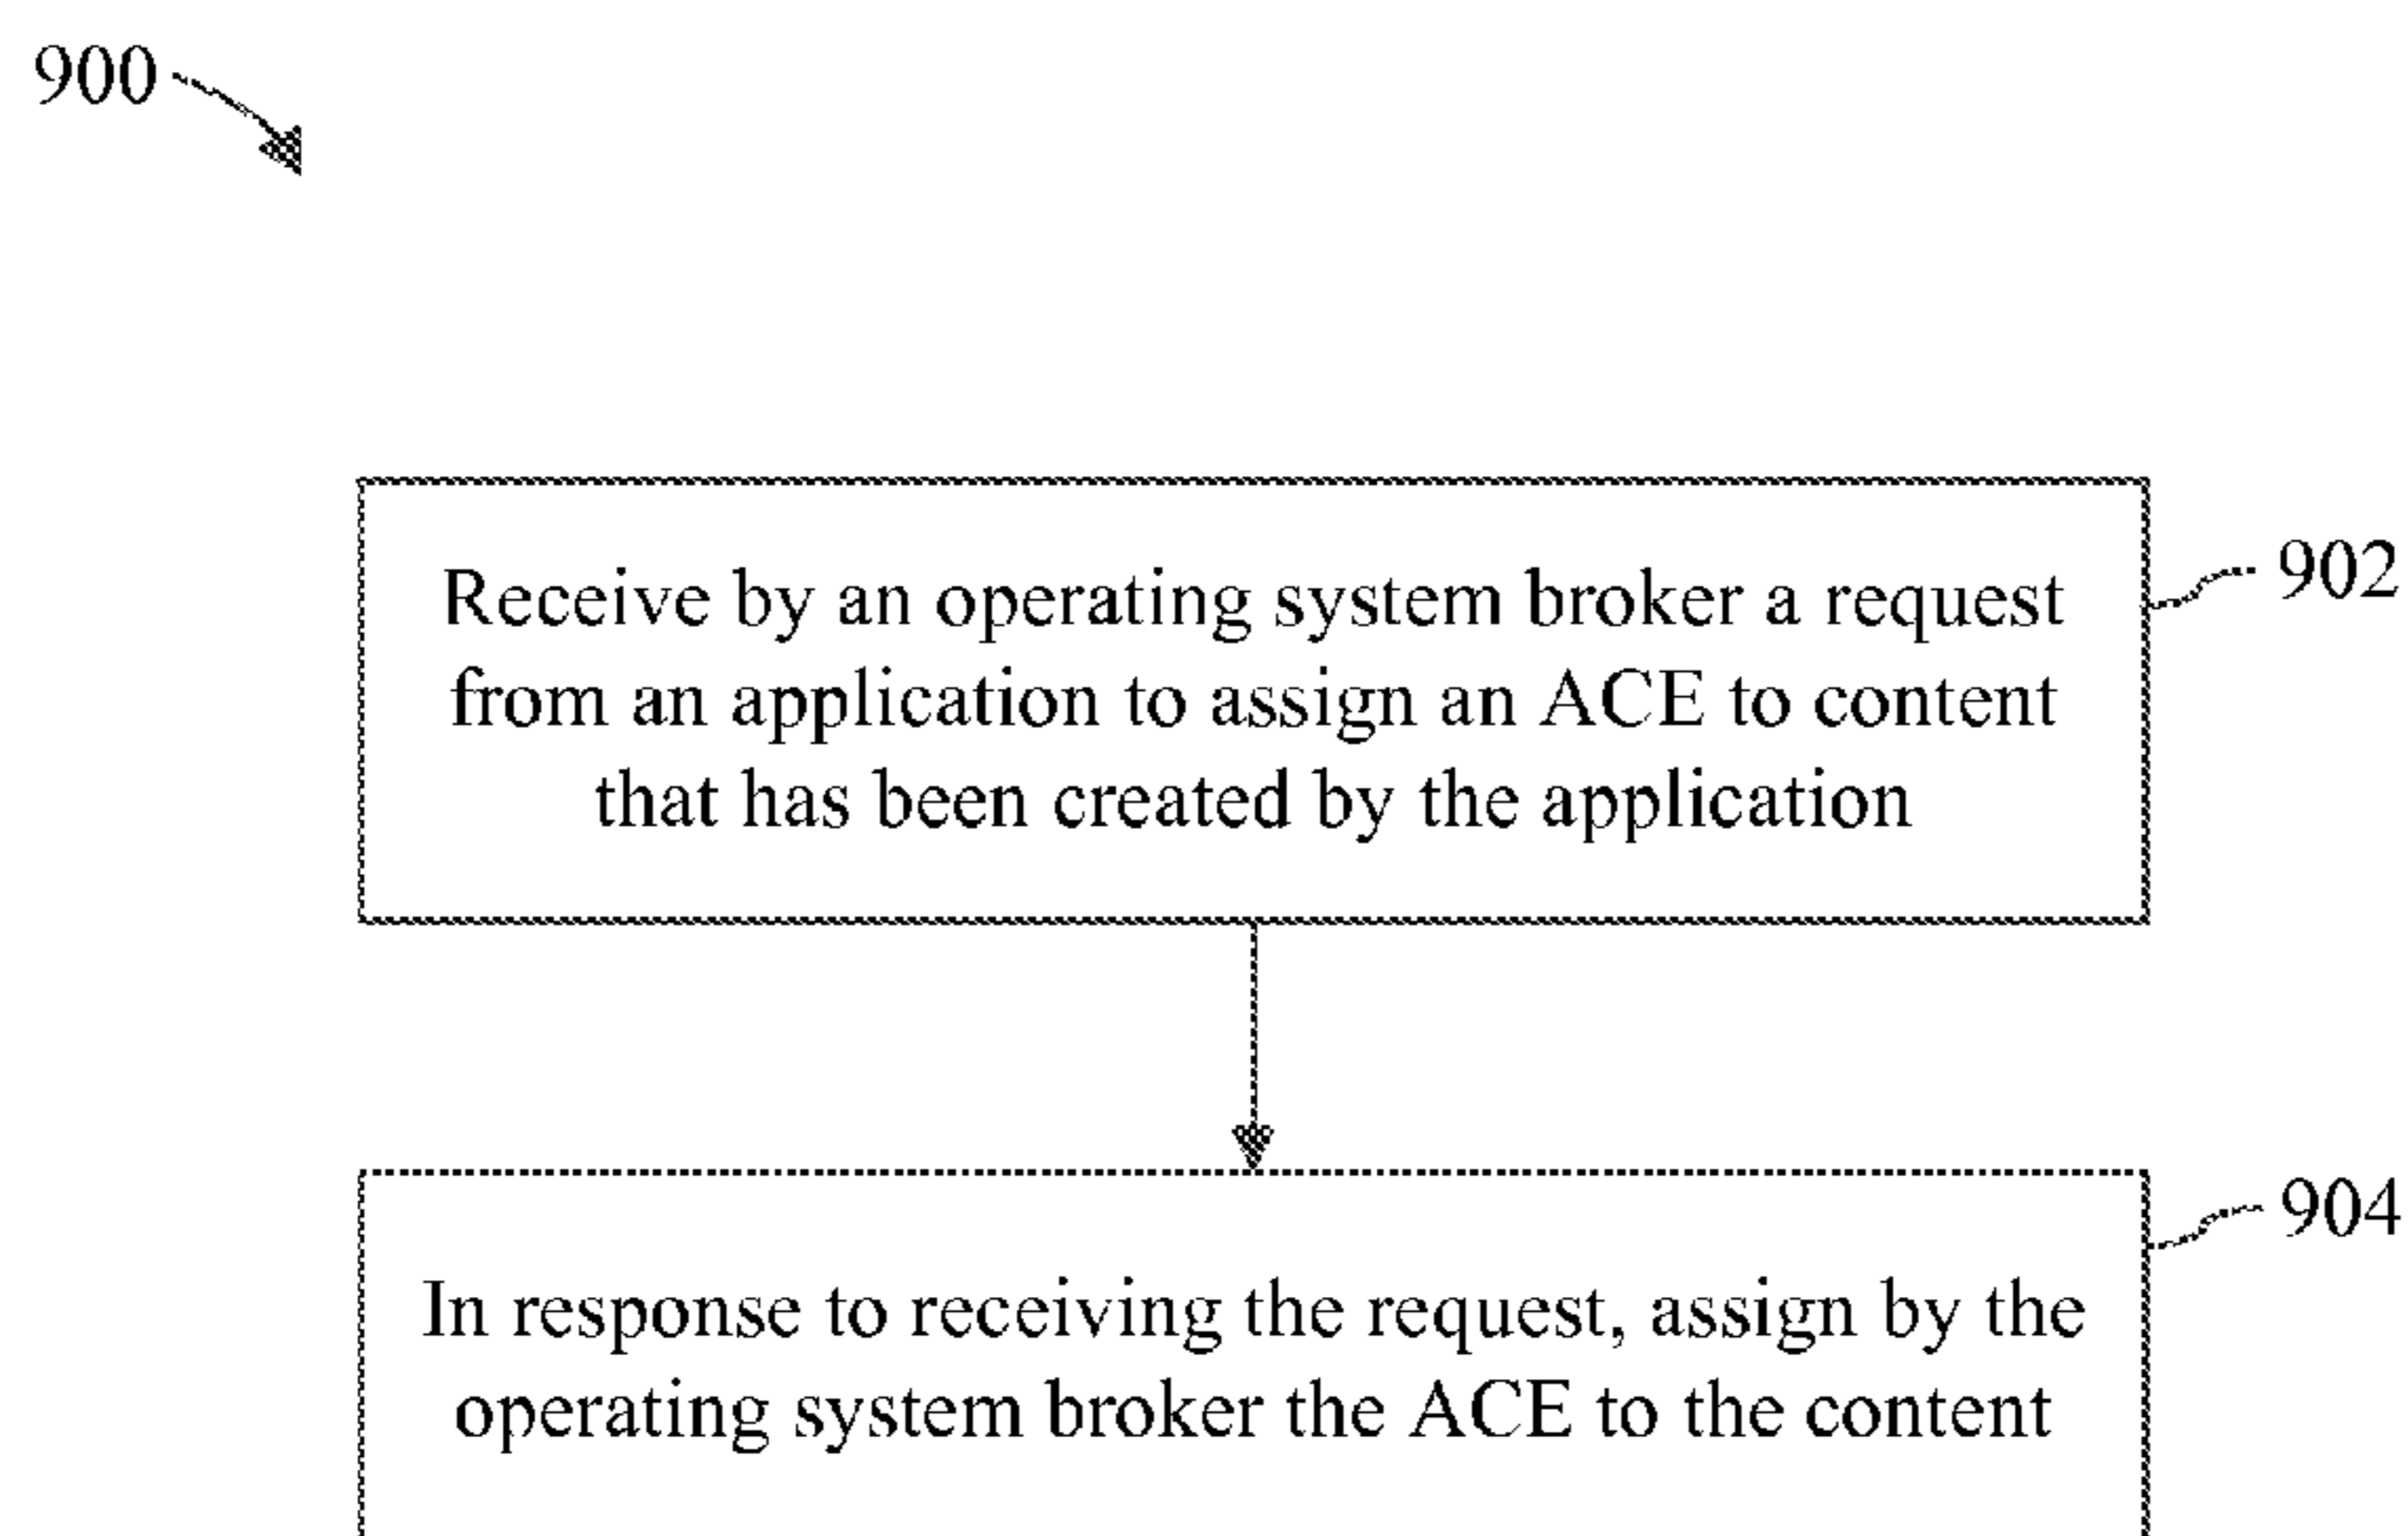 900
Receive by an operating system broker a request
902
from an application to assign an ACE to content
that has been created by the application
904
In response to receiving the request, assign by the
operating system broker the ACE to the content